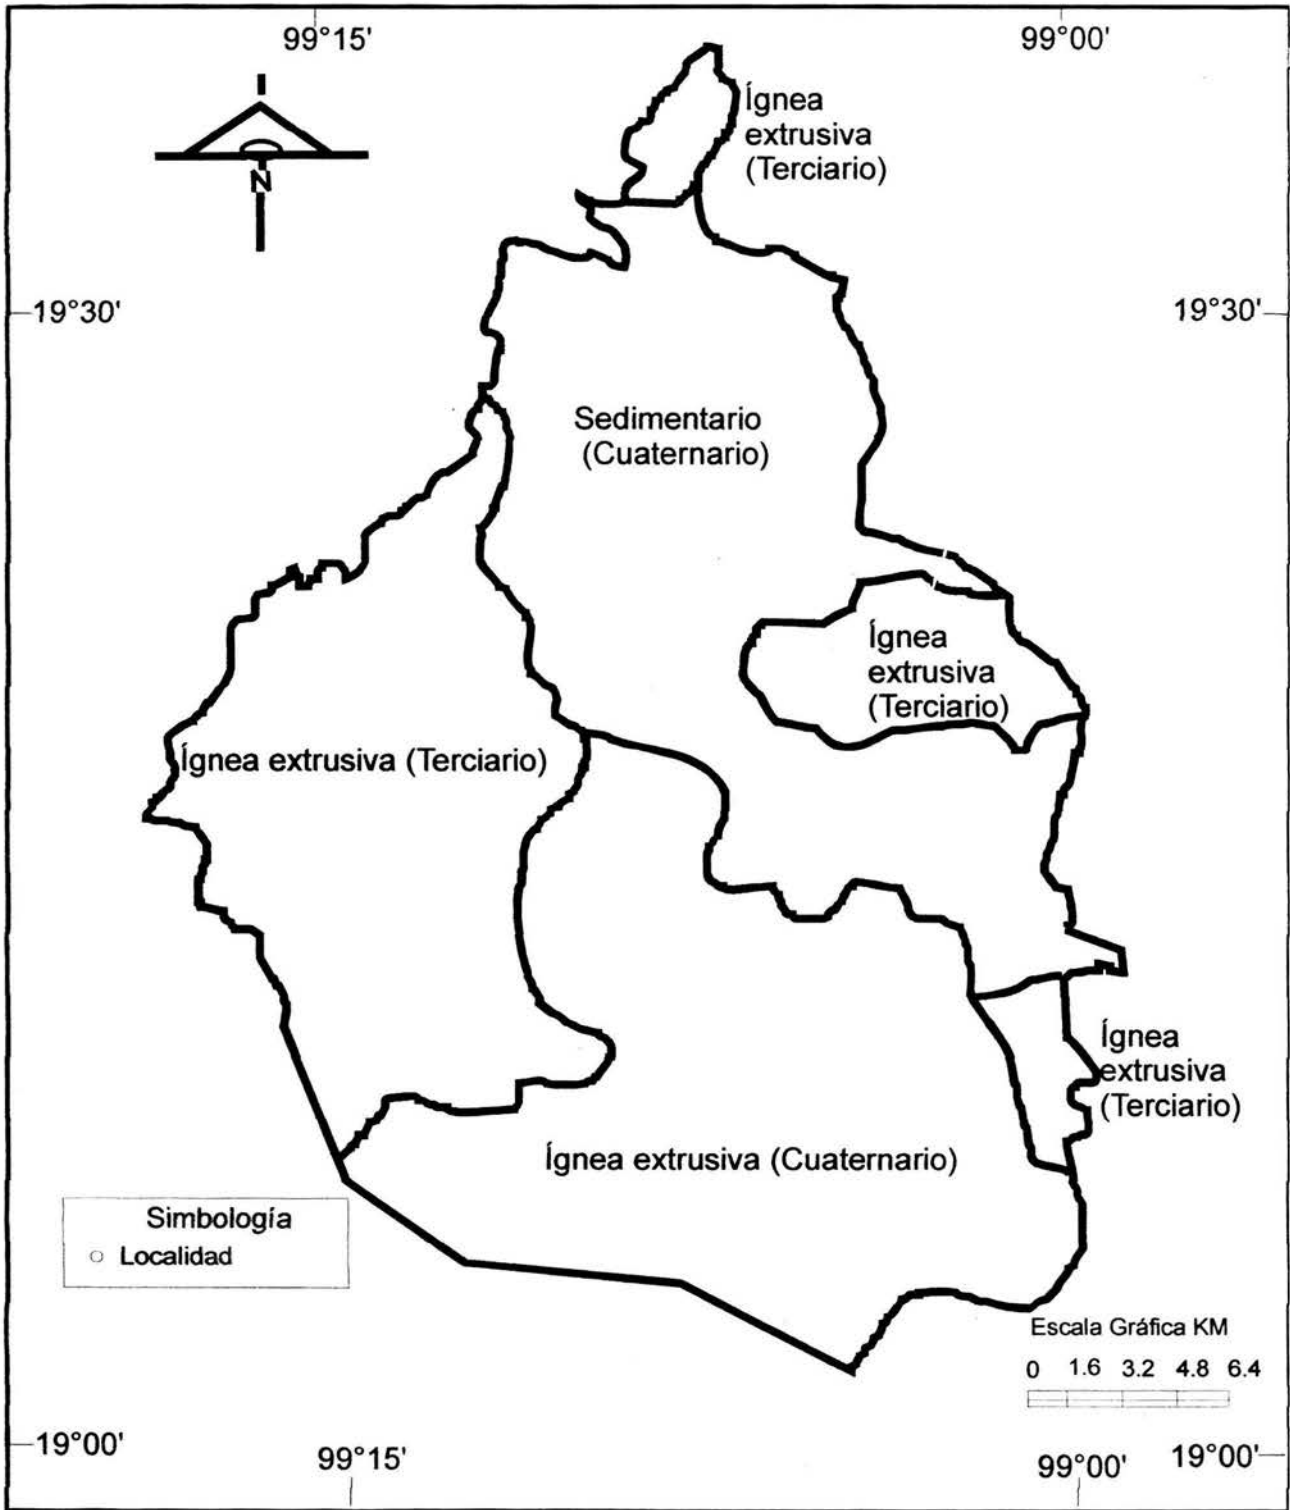 99°15'
99°00'
N
Ígnea
extrusiva
(Terciario)
19°30'
19°30'
Sedimentario
(Cuaternario)
Ígnea
extrusiva
(Terciario)
Ígnea extrusiva (Terciario)
Ígnea
extrusiva
(Terciario)
Ígnea extrusiva (Cuaternario)
Simbología
Localidad
Escala Gráfica KM
0 1.6 3.2 4.8 6.4
19°00'
99°15'
99°00'
19°00'